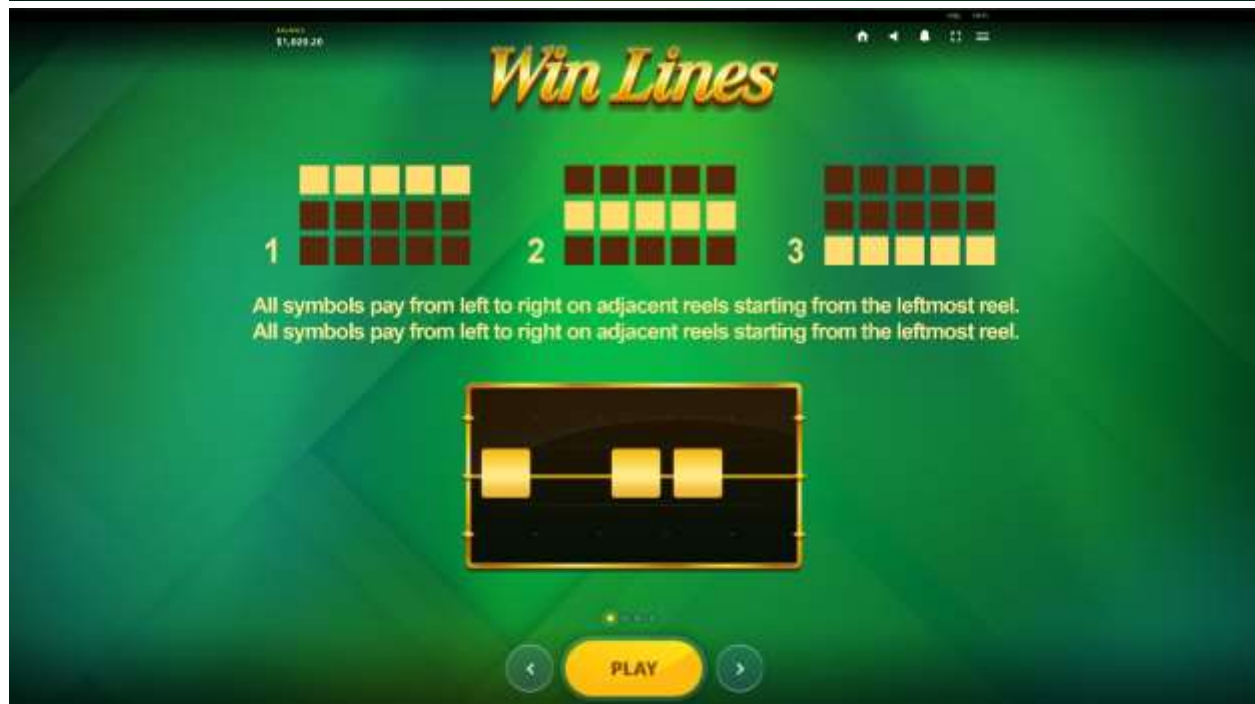 BALANCE
$1,020.20
Win Lines
1
2
3
All symbols pay from left to right on adjacent reels starting from the leftmost reel.
All symbols pay from left to right on adjacent reels starting from the leftmost reel.
PLAY